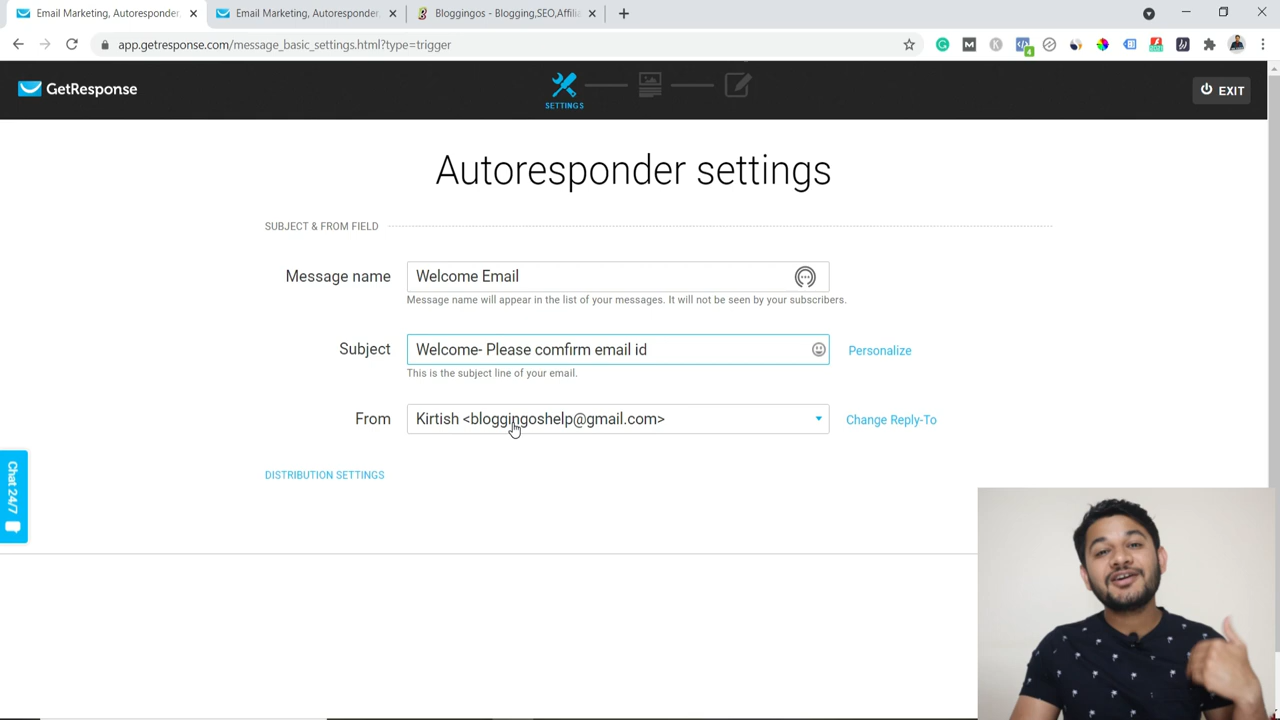 Email Marketing, Autoresponder
Email Marketing, Autoresponder
Bloggingos - Blogging,SEO,Affili
app.getresponse.com/message_basic_settings.html?type=trigger
4
GetResponse
SETTINGS
EXIT
Autoresponder settings
SUBJECT & FROM FIELD
Message name
Welcome Email
Message name will appear in the list of your messages. It will not be seen by your subscribers.
Subject
Welcome- Please comfirm email id
Personalize
This is the subject line of your email.
From
Kirtish <bloggingoshelp@gmail.com>
Change Reply-To
DISTRIBUTION SETTINGS
Chat 24/7